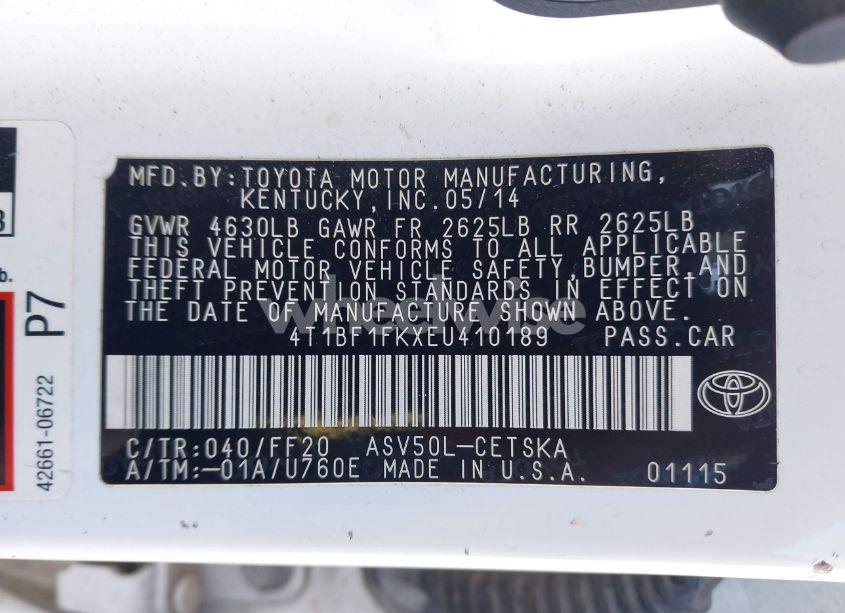 MFD.BY:TOYOTA MOTOR MANUFACTURING,
KENTUCKY,INC.05/14
GVWR 4630LB GAWR FR 2625LB RR 2625LB
THIS VEHICLE CONFORMS TO ALL APPLICABLE
FEDERAL MOTOR VEHICLE SAFETY,BUMPER,AND
THEFT PREVENTION STANDARDS IN EFFECT ON
THE DATE OF MANUFACTURE SHOWN ABOVE.
4T1BF1FKXEU410189 PASS.CAR
C/TR:040/FF20 ASV50L-CETSKA
A/TM:-01A/U760E MADE IN U.S.A. 01115
wheelwise
P7
42661-06722